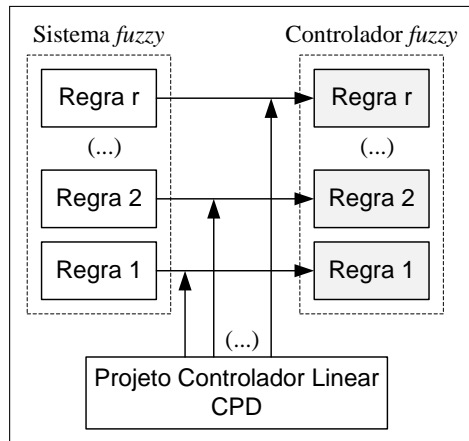 Sistema fuzzy
Controlador fuzzy
Regra r
Regra r
(...)
(...)
Regra 2
Regra 2
Regra 1
Regra 1
(...)
Projeto Controlador Linear
CPD